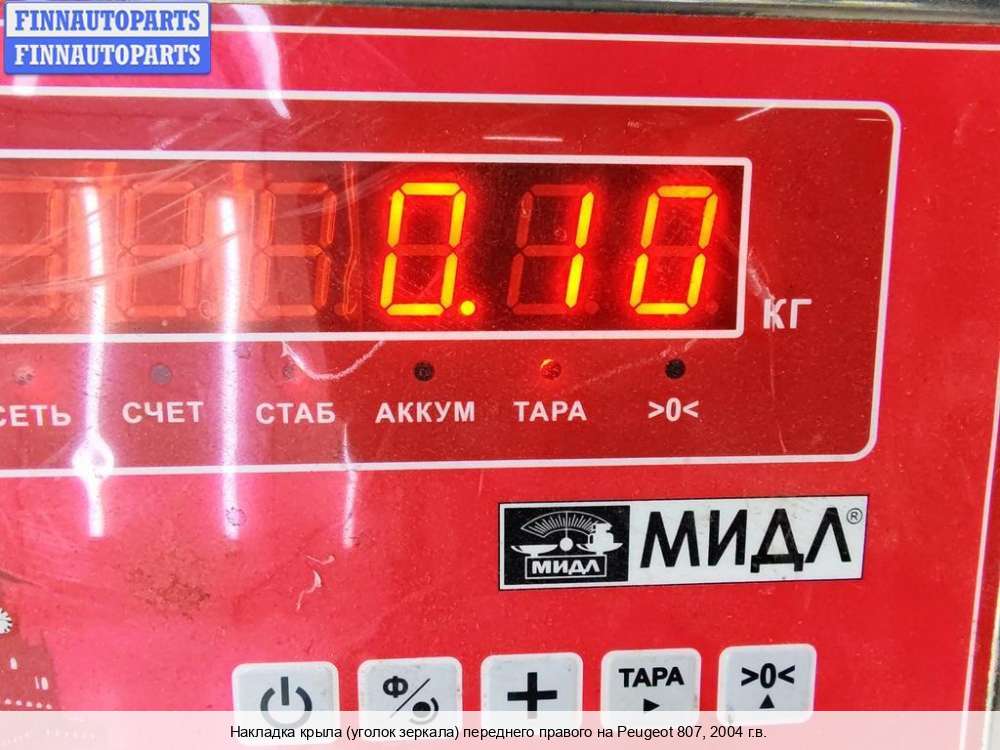 FINNAUTOPARTS
FINNAUTOPARTS
0.10
КГ
СЕТЬ СЧЕТ СТАБ АККУМ ТАРА >0<
МИДЛ МИДЛ®
Ф
ТАРА >0<
Накладка крыла (уголок зеркала) переднего правого на Peugeot 807, 2004 г.в.